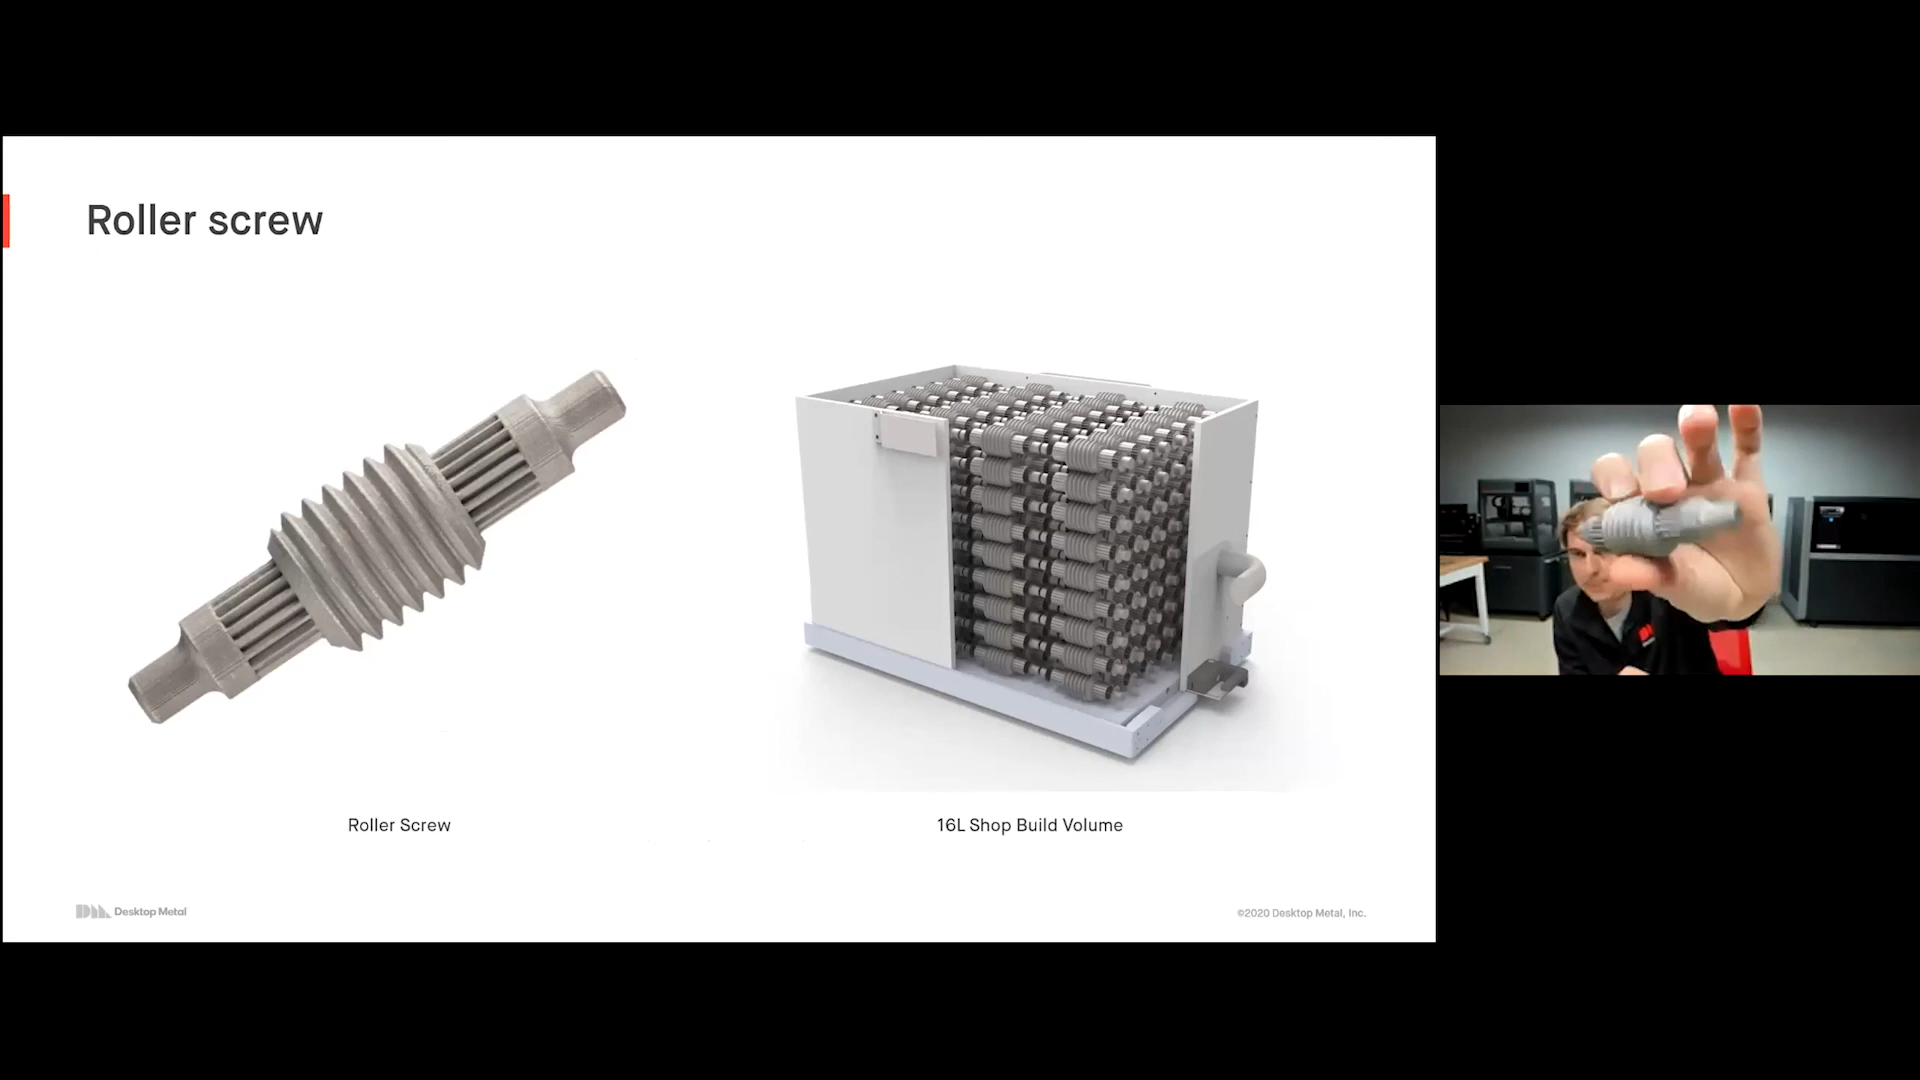 Roller screw
Roller Screw
16L Shop Build Volume
Desktop Metal
©2020 Desktop Metal, Inc.